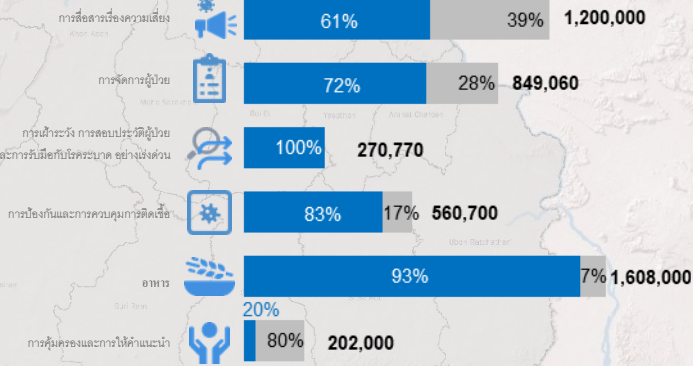 การสื่อสารเรื่องความเสี่ยง 61% 39% 1,200,000
การจัดการผู้ป่วย 72% 28% 849,060
การเฝ้าระวัง การสอบประวัติผู้ป่วย
และการรับมือกับโรคระบาด อย่างเร่งด่วน 100% 270,770
การป้องกันและการควบคุมการติดเชื้อ 83% 17% 560,700
Ubon Ratchathani
อาหาร 93% 7% 1,608,000
20%
การคุ้มครองและการให้คำแนะนำ 80% 202,000